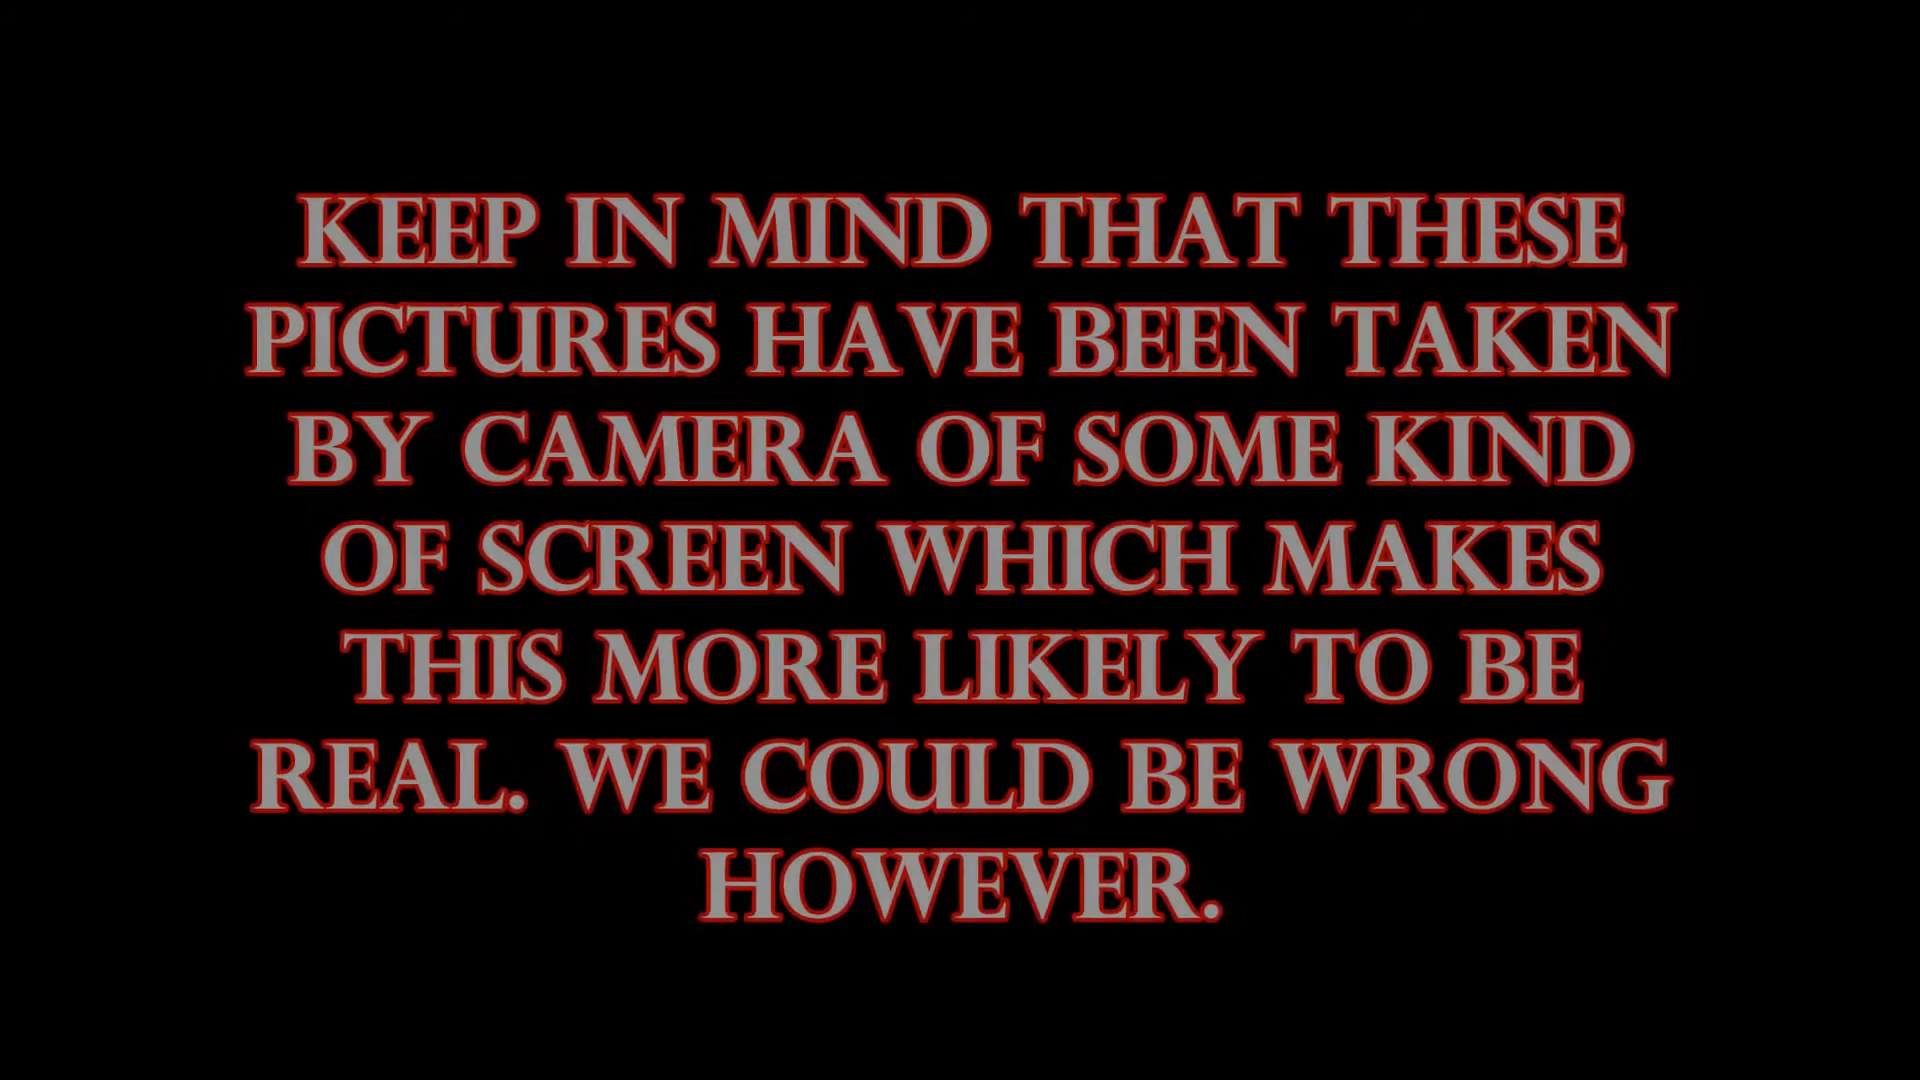 KEEP IN MIND THAT THESE
PICTURES HAVE BEEN TAKEN
BY CAMERA OF SOME KIND
OF SCREEN WHICH MAKES
THIS MORE LIKELY TO BE
REAL. WE COULD BE WRONG
HOWEVER.